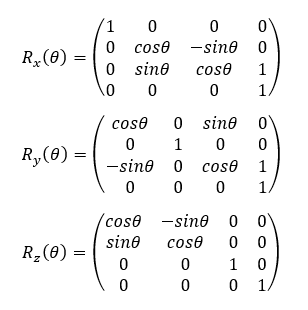 1 0 0 0
0 cosθ −sinθ 0
Rₓ(θ) =
0 sinθ cosθ 1
0 0 0 1
cosθ 0 sinθ 0
0 1 0 0
Rᵧ(θ) =
−sinθ 0 cosθ 1
0 0 0 1
cosθ −sinθ 0 0
sinθ cosθ 0 0
R_z(θ) =
0 0 1 0
0 0 0 1